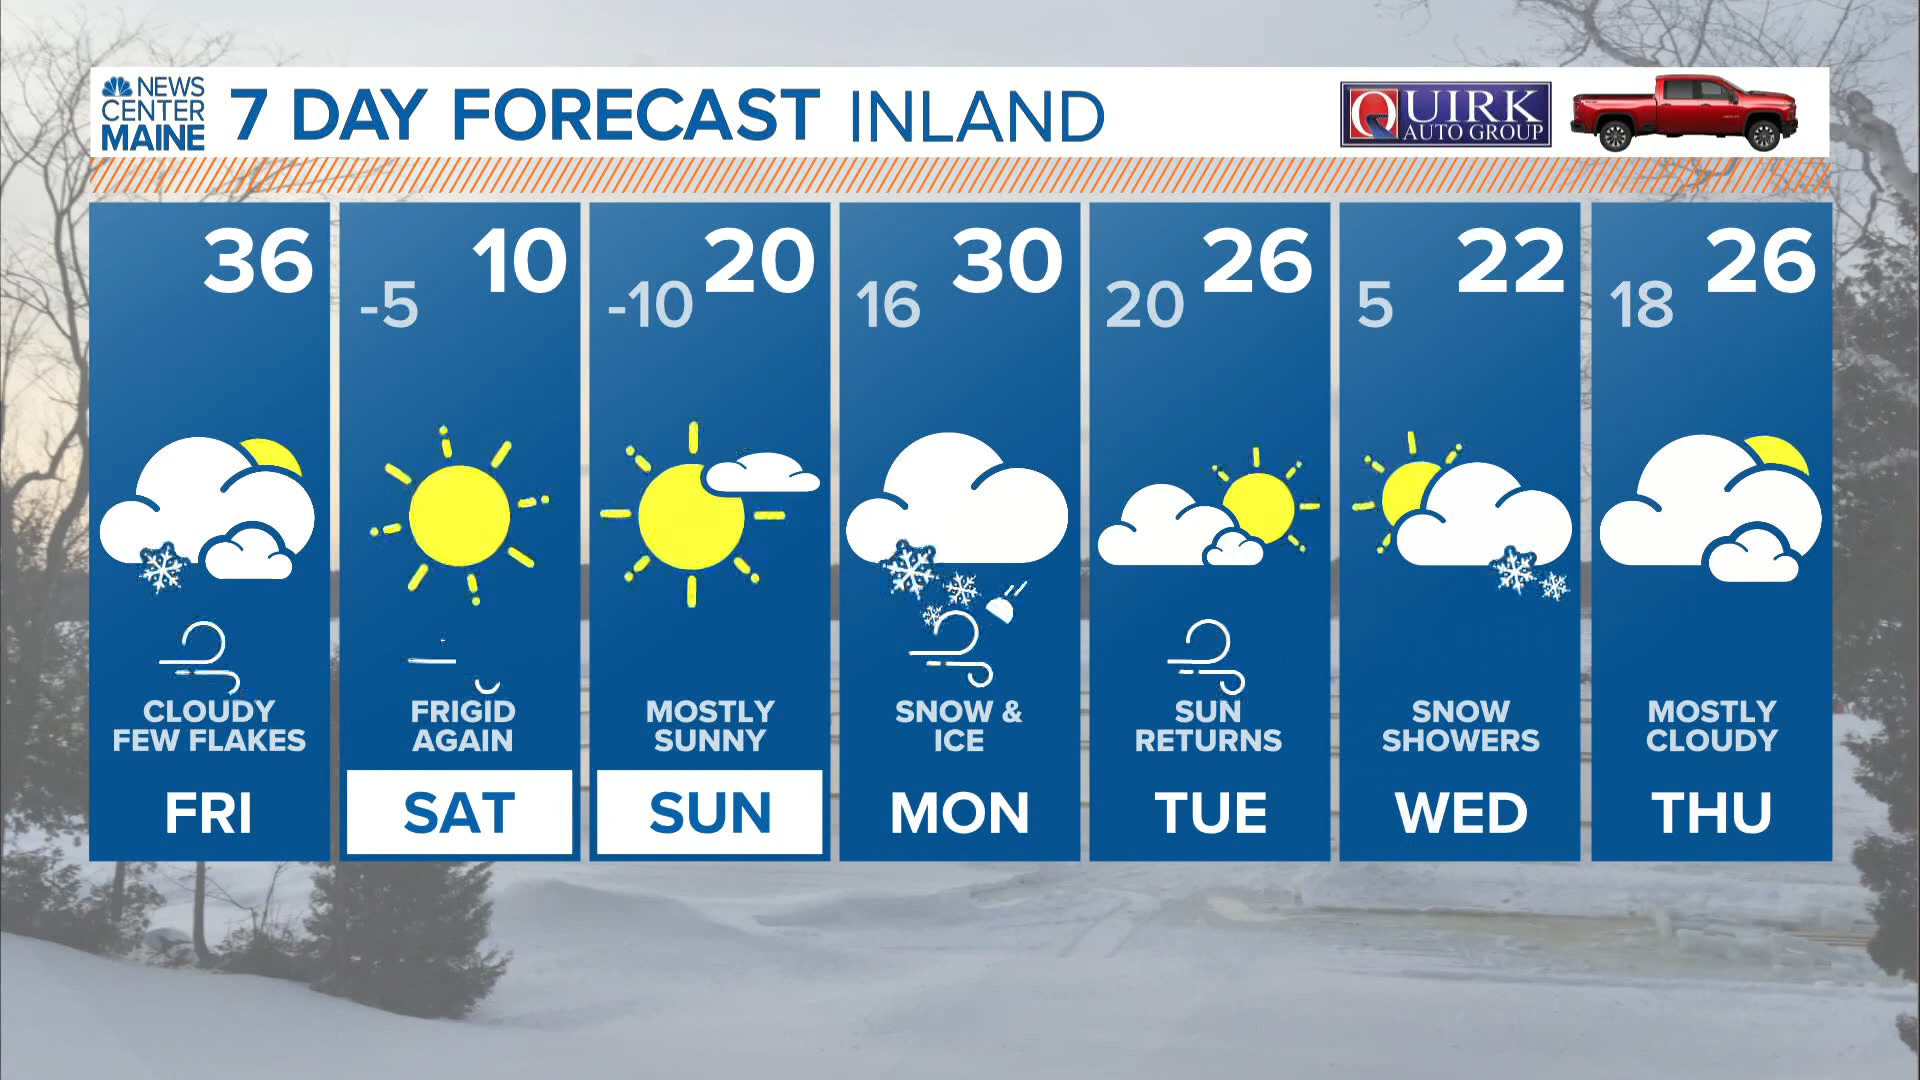 NEWS
CENTER
MAINE
7 DAY FORECAST INLAND
QUIRK
AUTO GROUP
36
CLOUDY
FEW FLAKES
FRI
-5 10
FRIGID
AGAIN
SAT
-10 20
MOSTLY
SUNNY
SUN
16 30
SNOW &
ICE
MON
20 26
SUN
RETURNS
TUE
5 22
SNOW
SHOWERS
WED
18 26
MOSTLY
CLOUDY
THU